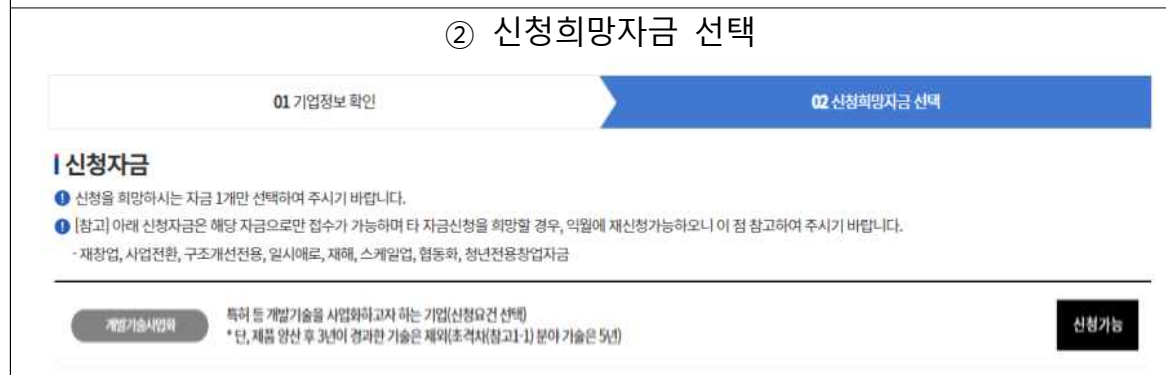 ② 신청희망자금 선택
01 기업정보 확인
02 신청희망자금 선택
신청자금
신청을 희망하시는 자금 1개만 선택하여 주시기 바랍니다.
[참고] 아래 신청자금은 해당 자금으로만 접수가 가능하며 타 자금신청을 희망할 경우, 익월에 재신청가능하오니 이 점 참고하여 주시기 바랍니다.
- 재창업, 사업전환, 구조개선전용, 일시애로, 재해, 스케일업, 협동화, 청년전용창업자금
개발기술사업화
특허 등 개발기술을 사업화하고자 하는 기업(신청요건 선택)
* 단, 제품 양산 후 3년이 경과한 기술은 제외(초격차(참고1-1) 분야 기술은 5년)
신청가능